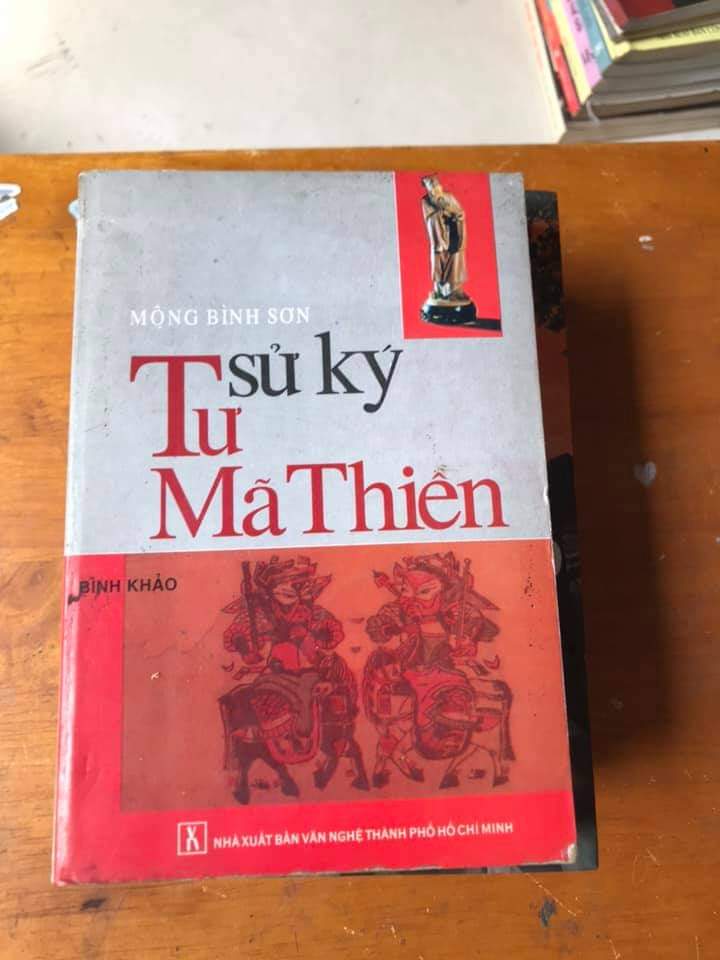 MỘNG BÌNH SƠN
sử ký
Tư
Mã Thiên
BÌNH KHẢO
NHÀ XUẤT BẢN VĂN NGHỆ THÀNH PHỐ HỒ CHÍ MINH